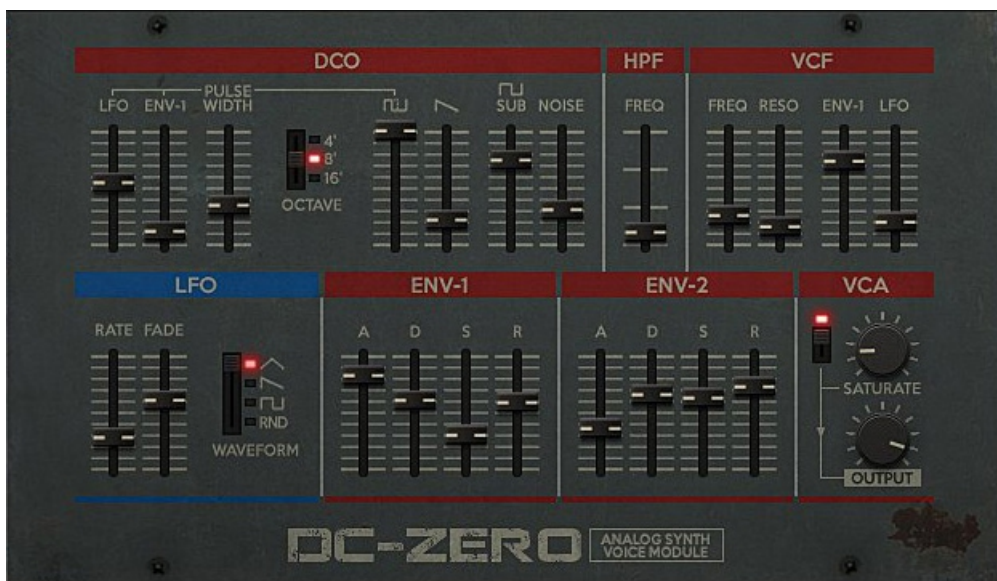 DCO HPF VCF
PULSE
LFO ENV-1 WIDTH SUB NOISE FREQ FREQ RESO ENV-1 LFO
4'
8'
16'
OCTAVE
LFO ENV-1 ENV-2 VCA
RATE FADE A D S R A D S R
SATURATE
RND
WAVEFORM
OUTPUT
DC-ZERO ANALOG SYNTH
VOICE MODULE